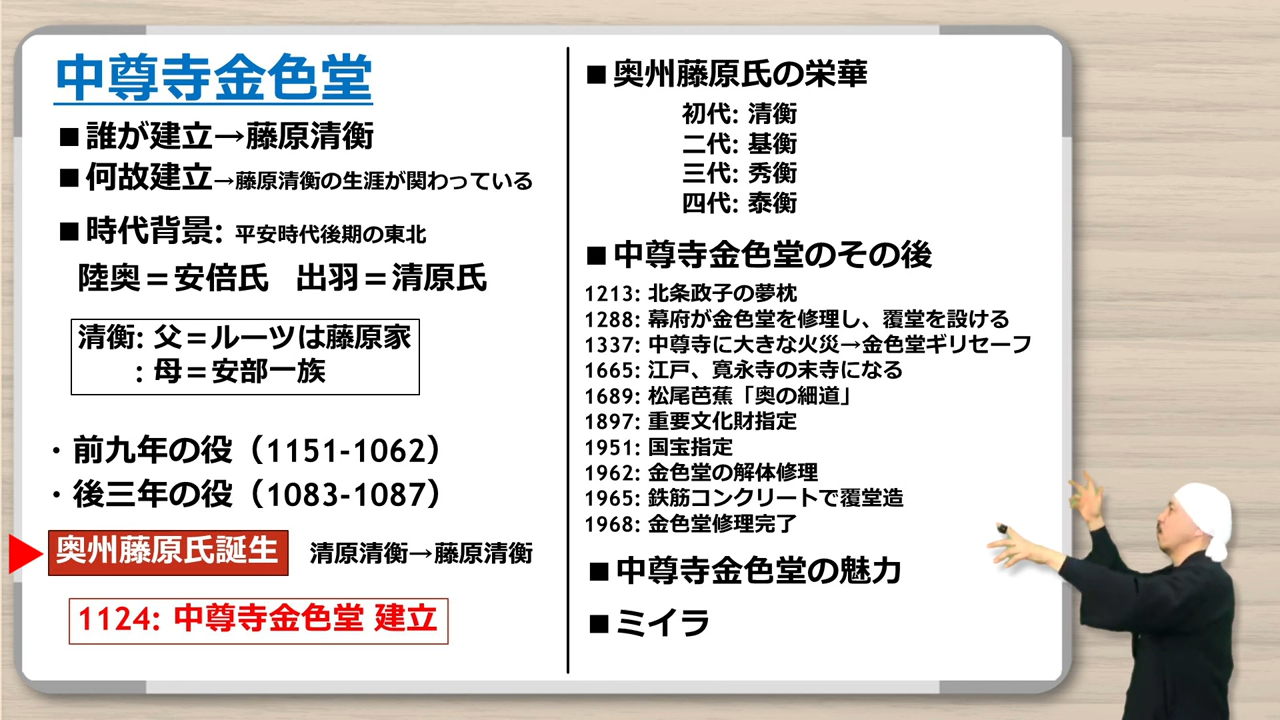 中尊寺金色堂
■誰が建立→藤原清衡
■何故建立→藤原清衡の生涯が関わっている
■時代背景: 平安時代後期の東北
陸奥＝安倍氏 出羽＝清原氏
清衡: 父＝ルーツは藤原家
: 母＝安部一族
・前九年の役（1151-1062）
・後三年の役（1083-1087）
奥州藤原氏誕生 清原清衡→藤原清衡
1124: 中尊寺金色堂 建立
■奥州藤原氏の栄華
初代: 清衡
二代: 基衡
三代: 秀衡
四代: 泰衡
■中尊寺金色堂のその後
1213: 北条政子の夢枕
1288: 幕府が金色堂を修理し、覆堂を設ける
1337: 中尊寺に大きな火災→金色堂ギリセーフ
1665: 江戸、寛永寺の末寺になる
1689: 松尾芭蕉「奥の細道」
1897: 重要文化財指定
1951: 国宝指定
1962: 金色堂の解体修理
1965: 鉄筋コンクリートで覆堂造
1968: 金色堂修理完了
■中尊寺金色堂の魅力
■ミイラ